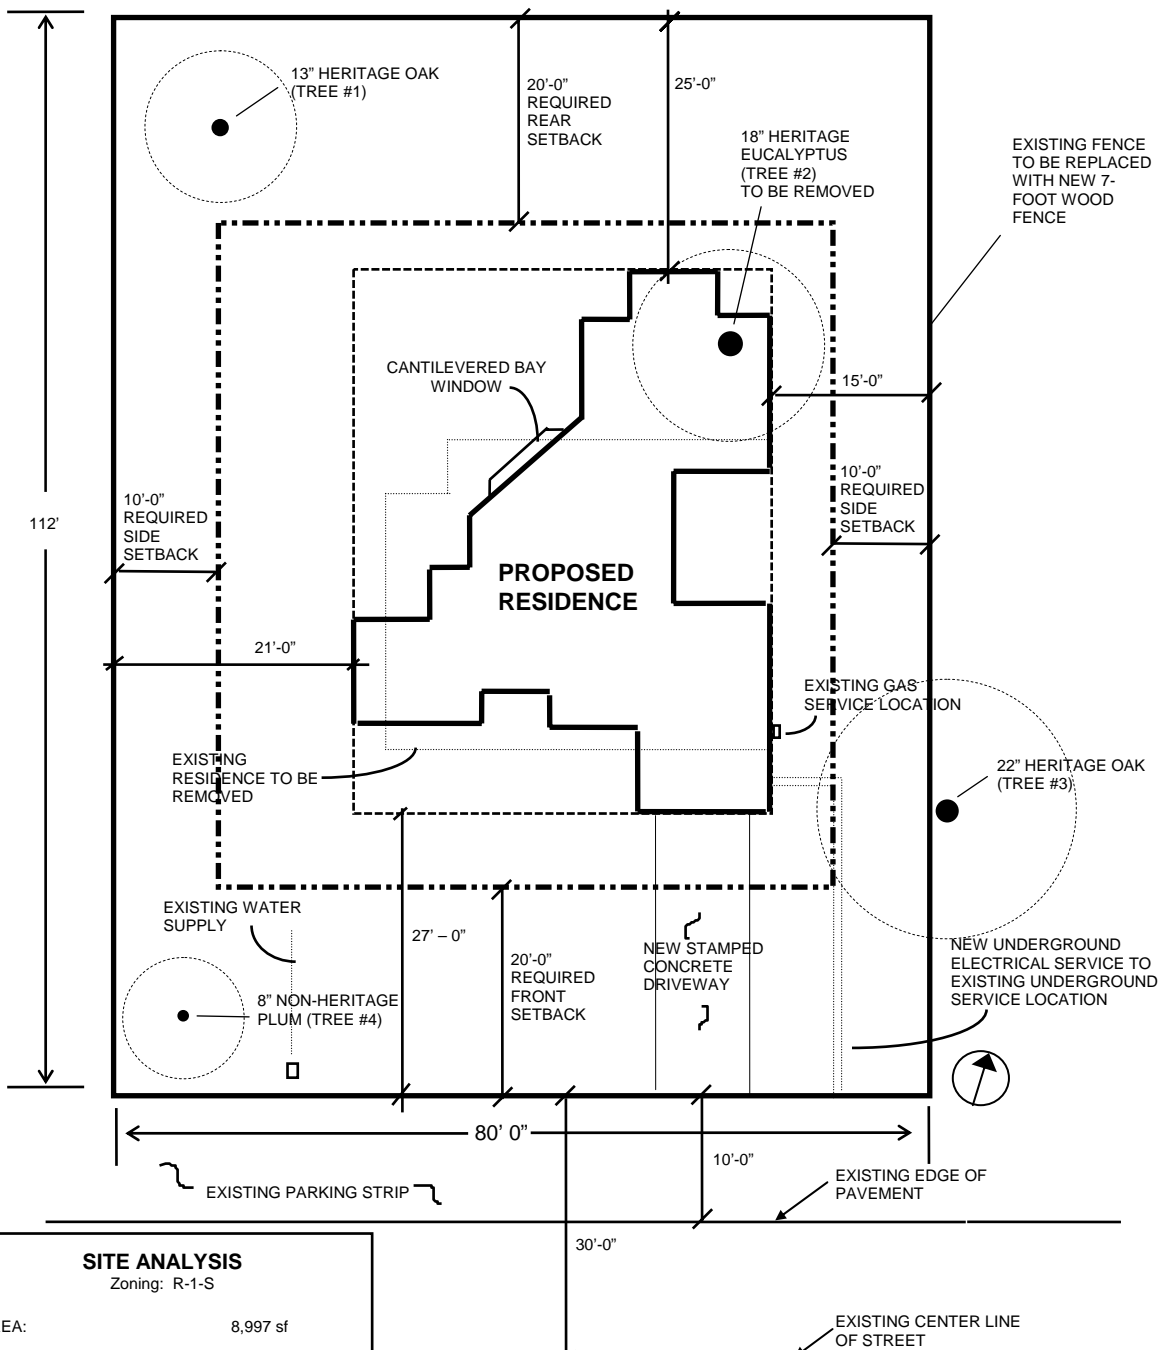 13” HERITAGE OAK
(TREE #1)
20’-0”
REQUIRED
REAR
SETBACK
25’-0”
18” HERITAGE
EUCALYPTUS
(TREE #2)
TO BE REMOVED
EXISTING FENCE
TO BE REPLACED
WITH NEW 7-
FOOT WOOD
FENCE
CANTILEVERED BAY
WINDOW
15’-0”
112’
10’-0”
REQUIRED
SIDE
SETBACK
10’-0”
REQUIRED
SIDE
SETBACK
PROPOSED
RESIDENCE
21’-0”
EXISTING GAS
SERVICE LOCATION
EXISTING
RESIDENCE TO BE
REMOVED
22” HERITAGE OAK
(TREE #3)
EXISTING WATER
SUPPLY
27’ – 0”
20’-0”
REQUIRED
FRONT
SETBACK
NEW STAMPED
CONCRETE
DRIVEWAY
NEW UNDERGROUND
ELECTRICAL SERVICE TO
EXISTING UNDERGROUND
SERVICE LOCATION
8” NON-HERITAGE
PLUM (TREE #4)
80’ 0”
10’-0”
EXISTING PARKING STRIP
EXISTING EDGE OF
PAVEMENT
30’-0”
SITE ANALYSIS
Zoning: R-1-S
EA: 8,997 sf
EXISTING CENTER LINE
OF STREET